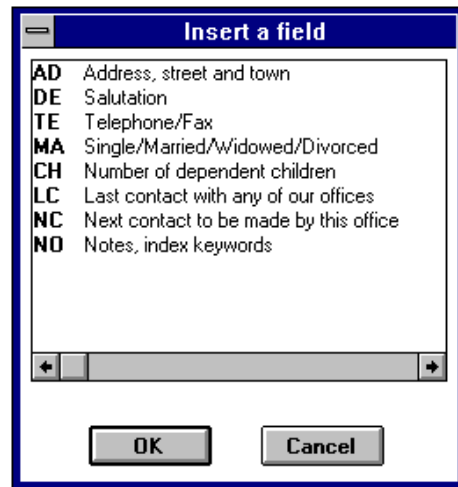 Insert a field
AD Address, street and town
DE Salutation
TE Telephone/Fax
MA Single/Married/Widowed/Divorced
CH Number of dependent children
LC Last contact with any of our offices
NC Next contact to be made by this office
NO Notes, index keywords
OK Cancel